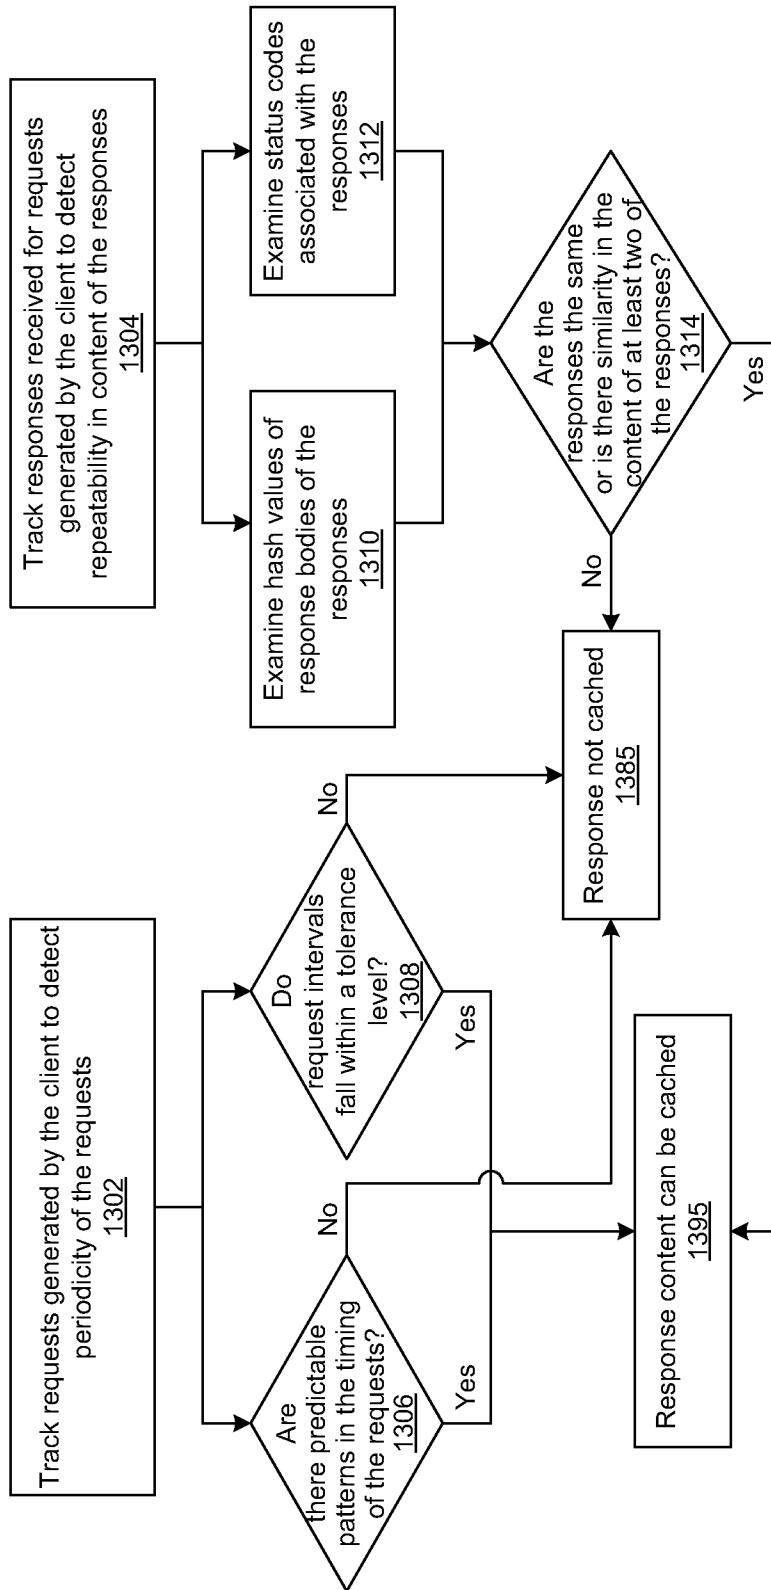 Track requests generated by the client to detect
periodicity of the requests
1302
Are
there predictable
patterns in the timing
of the requests?
1306
No
Yes
Do
request intervals
fall within a tolerance
level?
1308
No
Yes
Track responses received for requests
generated by the client to detect
repeatability in content of the responses
1304
Examine hash values of
response bodies of the
responses
1310
Examine status codes
associated with the
responses
1312
Are the
responses the same
or is there similarity in the
content of at least two of
the responses?
1314
No
Yes
Response not cached
1385
Response content can be cached
1395